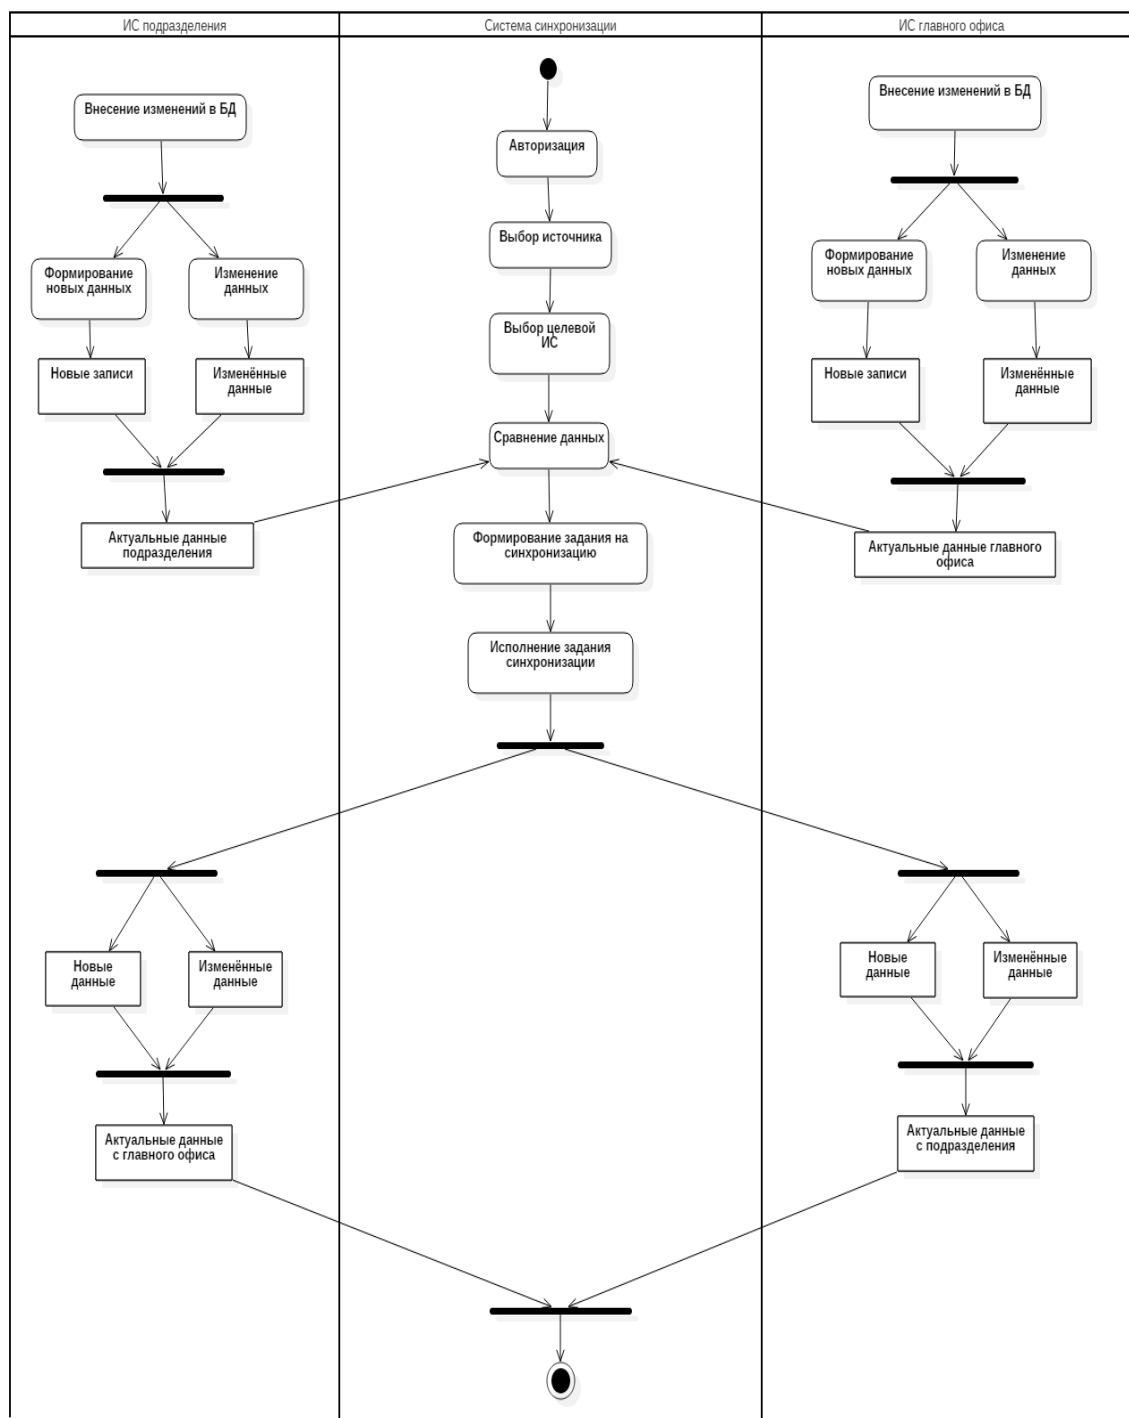 ИС подразделения
Система синхронизации
ИС главного офиса
Внесение изменений в БД
Формирование
новых данных
Изменение
данных
Новые записи
Изменённые
данные
Актуальные данные
подразделения
Авторизация
Выбор источника
Выбор целевой
ИС
Сравнение данных
Формирование задания на
синхронизацию
Исполнение задания
синхронизации
Внесение изменений в БД
Формирование
новых данных
Изменение
данных
Новые записи
Изменённые
данные
Актуальные данные главного
офиса
Новые
данные
Изменённые
данные
Актуальные данные
с главного офиса
Новые
данные
Изменённые
данные
Актуальные данные
с подразделения